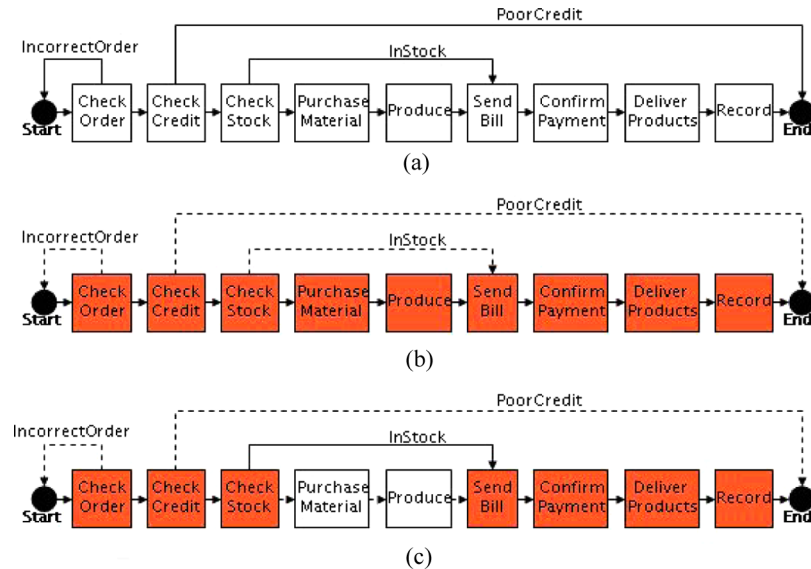 PoorCredit
IncorrectOrder
InStock
Check Order
Check Credit
Check Stock
Purchase Material
Produce
Send Bill
Confirm Payment
Deliver Products
Record
Start
End
(a)
PoorCredit
IncorrectOrder
InStock
Check Order
Check Credit
Check Stock
Purchase Material
Produce
Send Bill
Confirm Payment
Deliver Products
Record
Start
End
(b)
PoorCredit
IncorrectOrder
InStock
Check Order
Check Credit
Check Stock
Purchase Material
Produce
Send Bill
Confirm Payment
Deliver Products
Record
Start
End
(c)